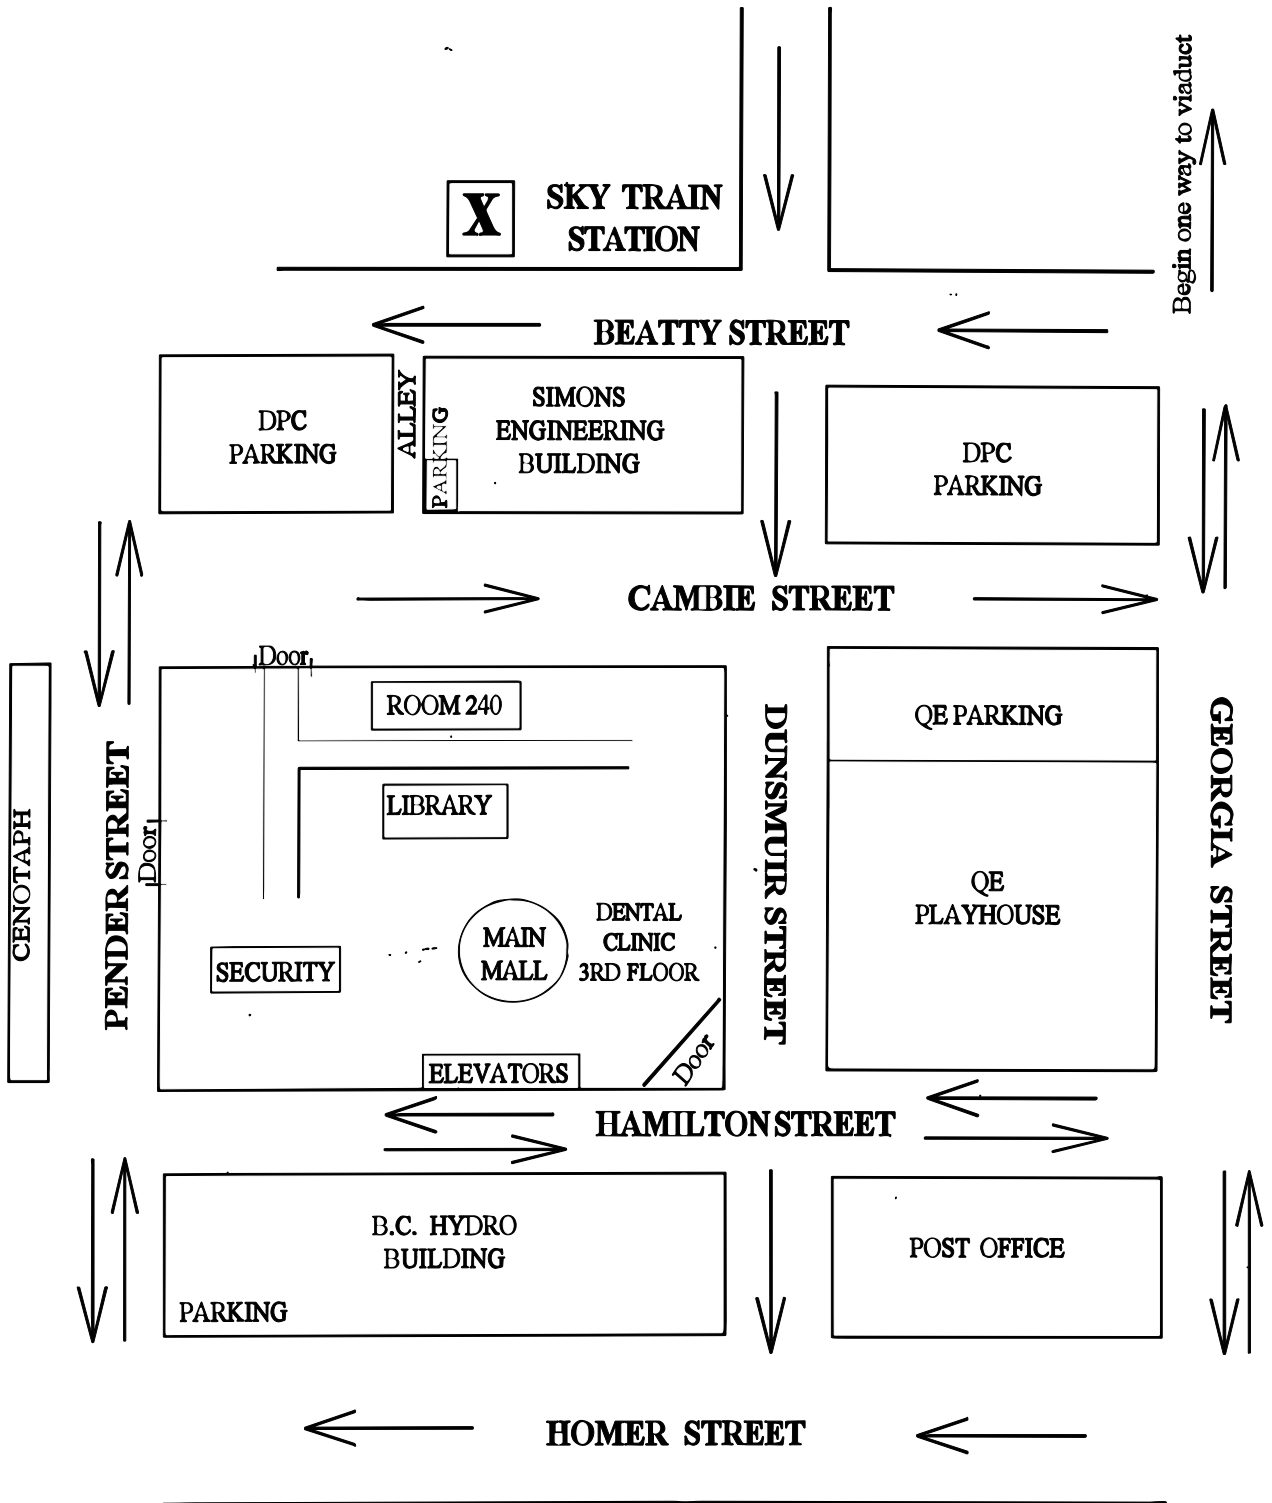 Begin one way to viaduct
X
SKY TRAIN
STATION
BEATTY STREET
DPC
PARKING
ALLEY
PARKING
SIMONS
ENGINEERING
BUILDING
DPC
PARKING
CAMBIE STREET
Door
ROOM 240
LIBRARY
Door
SECURITY
MAIN
MALL
DENTAL
CLINIC
3RD FLOOR
ELEVATORS
Door
CENOTAPH
PENDER STREET
DUNSMUIR STREET
QE PARKING
QE
PLAYHOUSE
GEORGIA STREET
HAMILTON STREET
B.C. HYDRO
BUILDING
PARKING
POST OFFICE
HOMER STREET